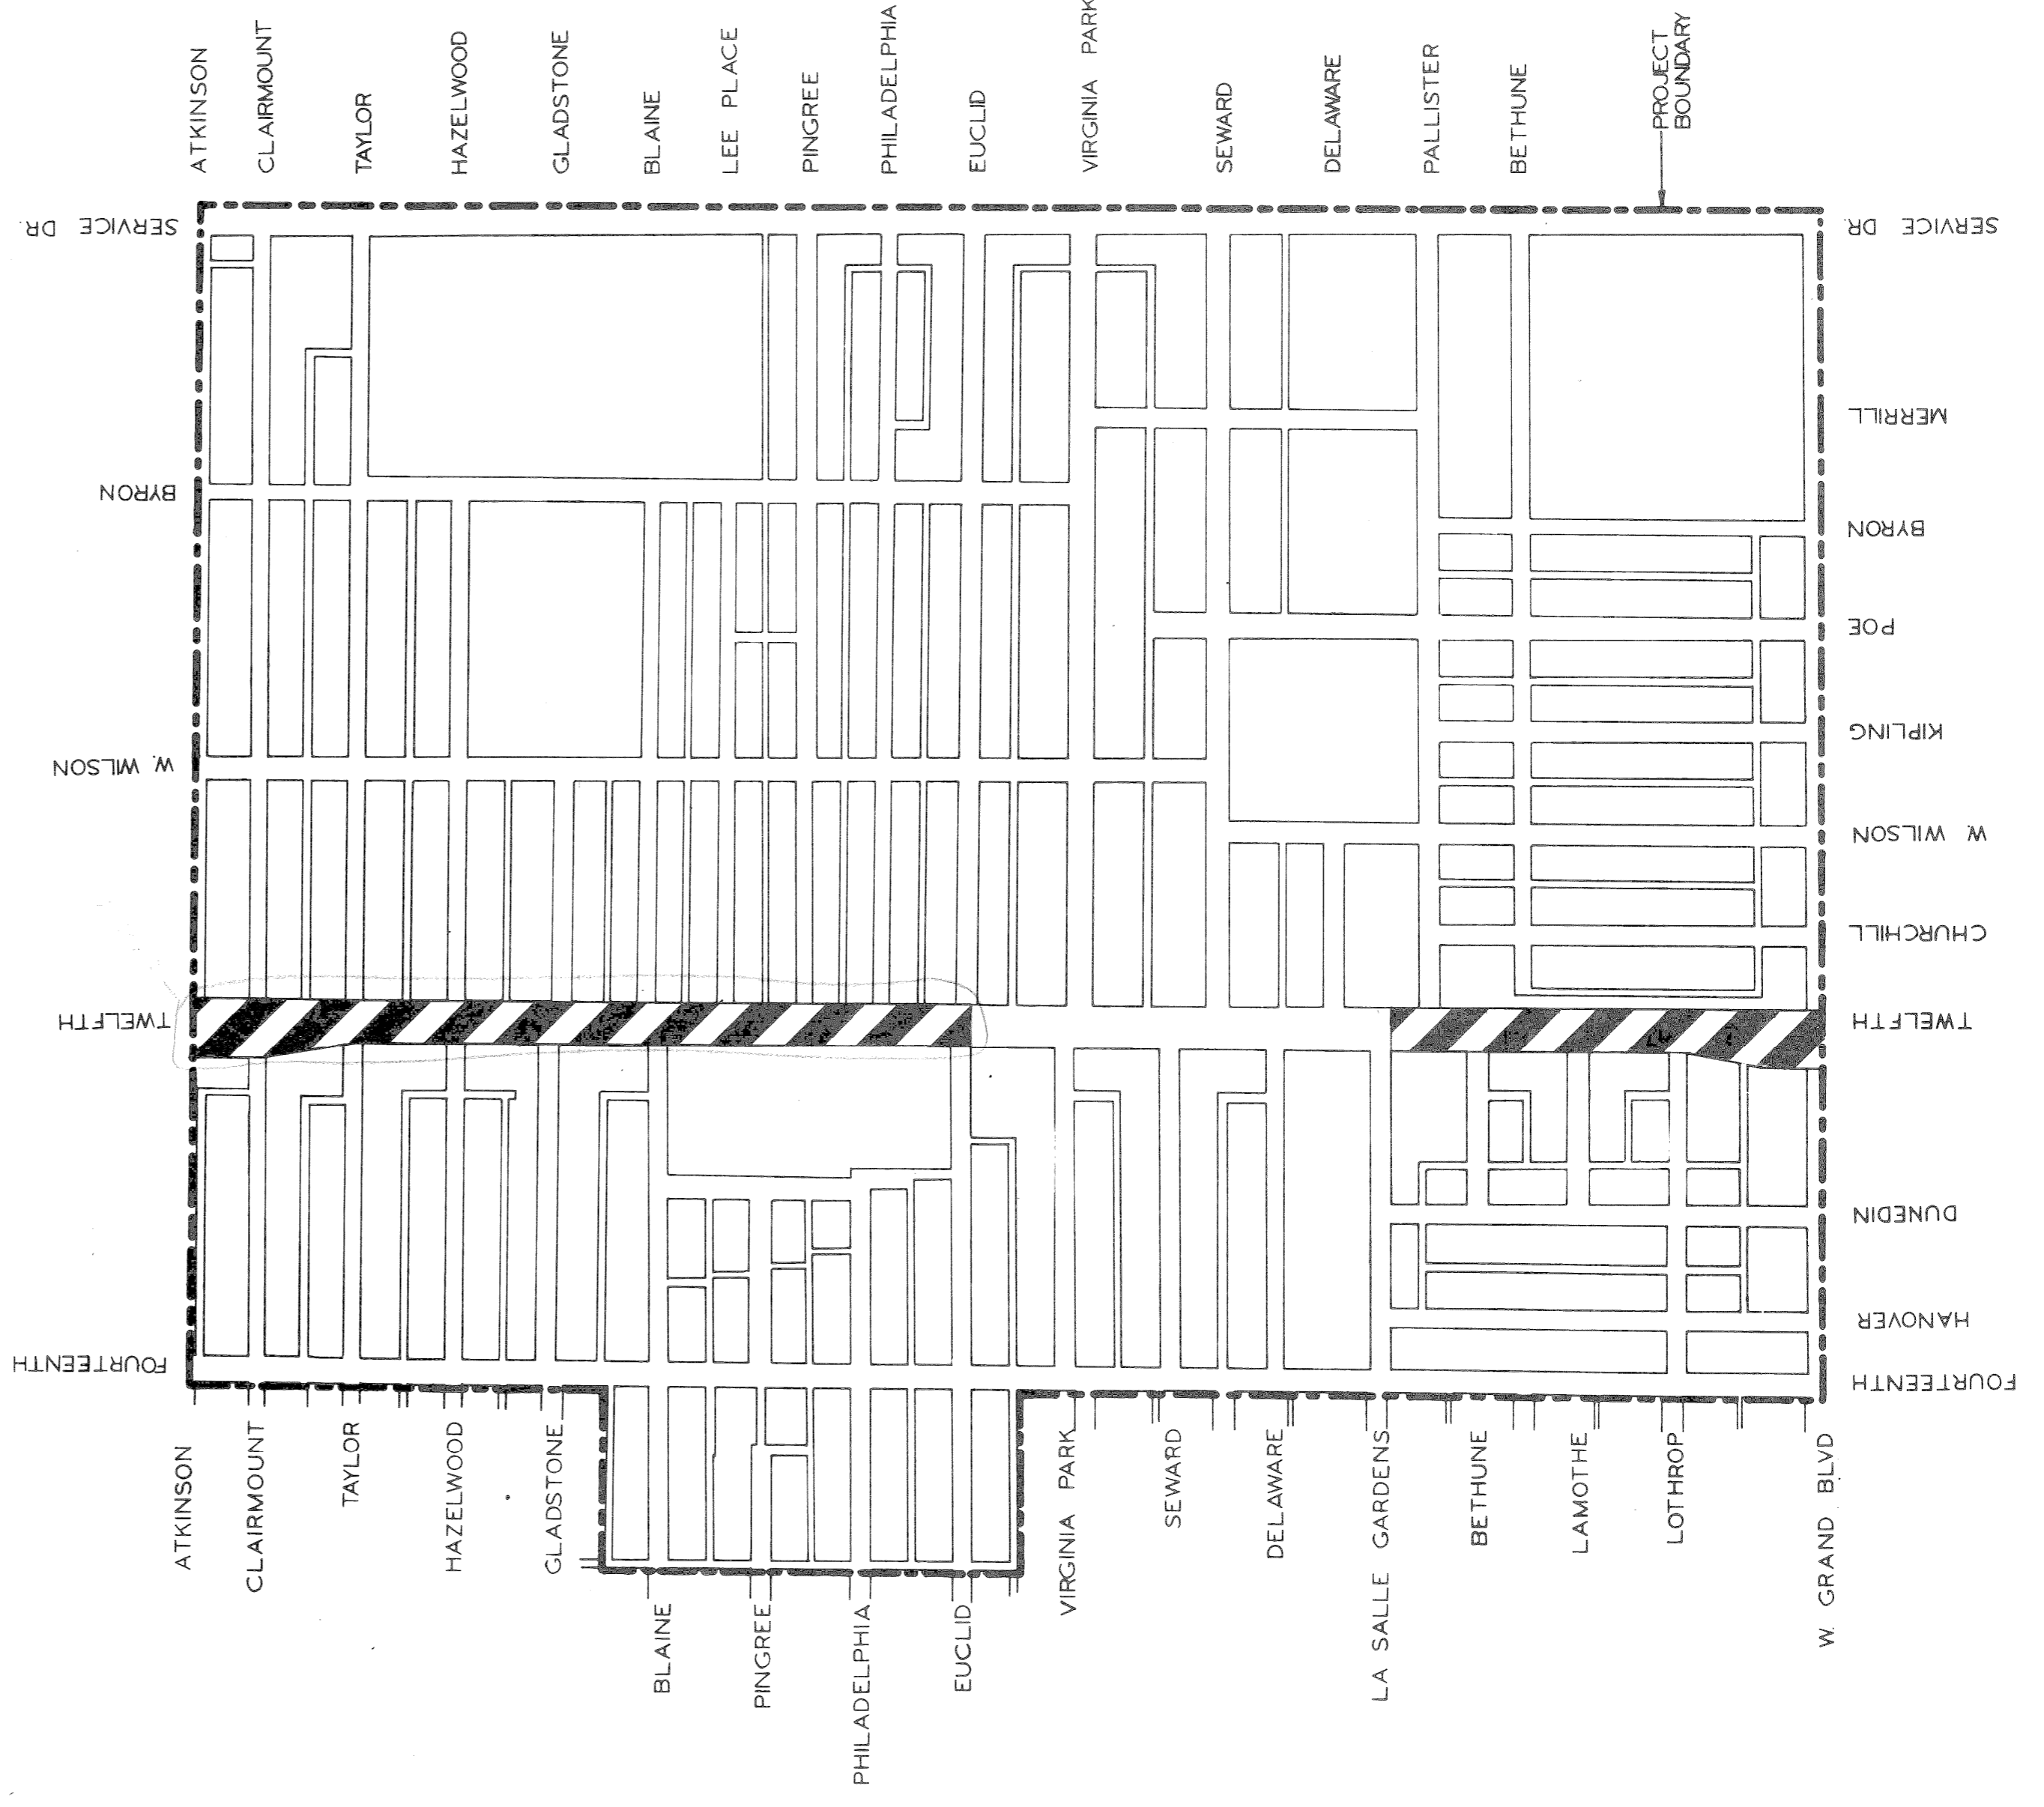 ATKINSON
CLAIRMOUNT
TAYLOR
HAZELWOOD
GLADSTONE
BLAINE
LEE PLACE
PINGREE
PHILADELPHIA
EUCLID
VIRGINIA PARK
SEWARD
DELAWARE
PALLISTER
BETHUNE
PROJECT
BOUNDARY
SERVICE DR.
BYRON
W. WILSON
TWELFTH
FOURTEENTH
SERVICE DR.
MERRILL
BYRON
POE
KIPLING
W. WILSON
CHURCHILL
TWELFTH
DUNEDIN
HANOVER
FOURTEENTH
ATKINSON
CLAIRMOUNT
TAYLOR
HAZELWOOD
GLADSTONE
BLAINE
PINGREE
PHILADELPHIA
EUCLID
VIRGINIA PARK
SEWARD
DELAWARE
LA SALLE GARDENS
BETHUNE
LAMOTHE
LOTHROP
W. GRAND BLVD